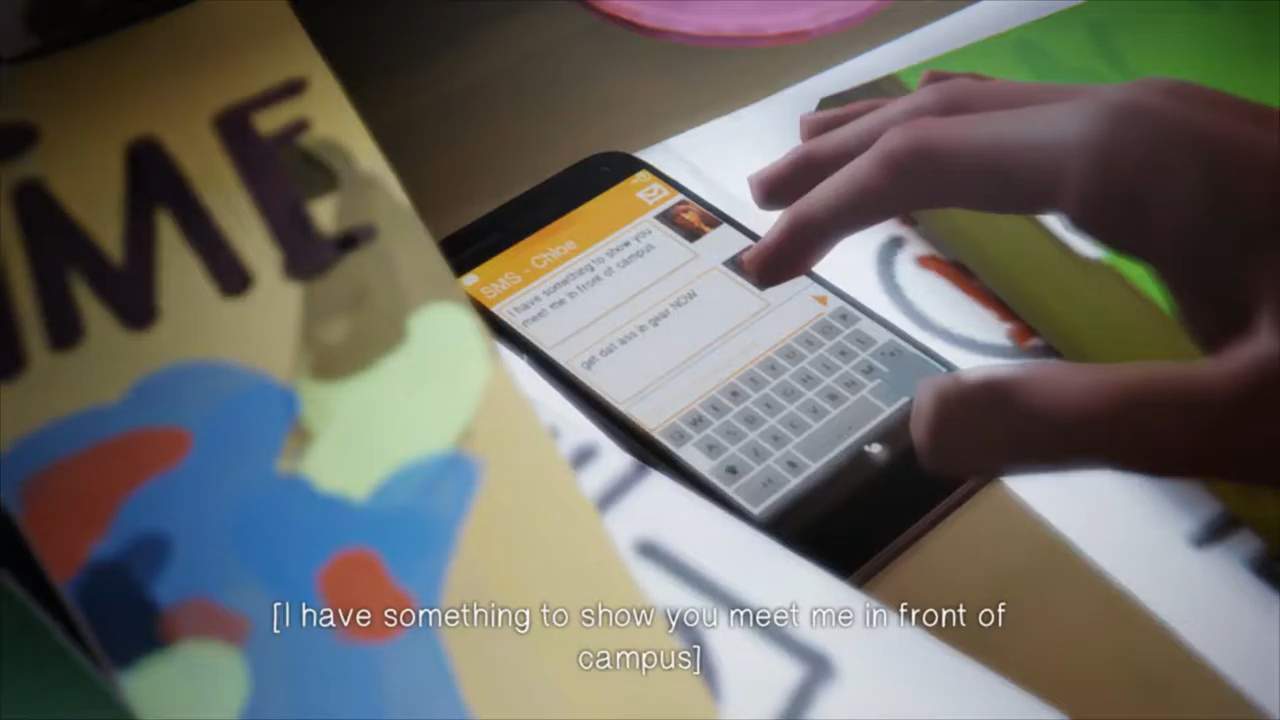 IME
SMS - Chloe
I have something to show you
meet me in front of campus
get dat ass in gear NOW
[I have something to show you meet me in front of
campus]